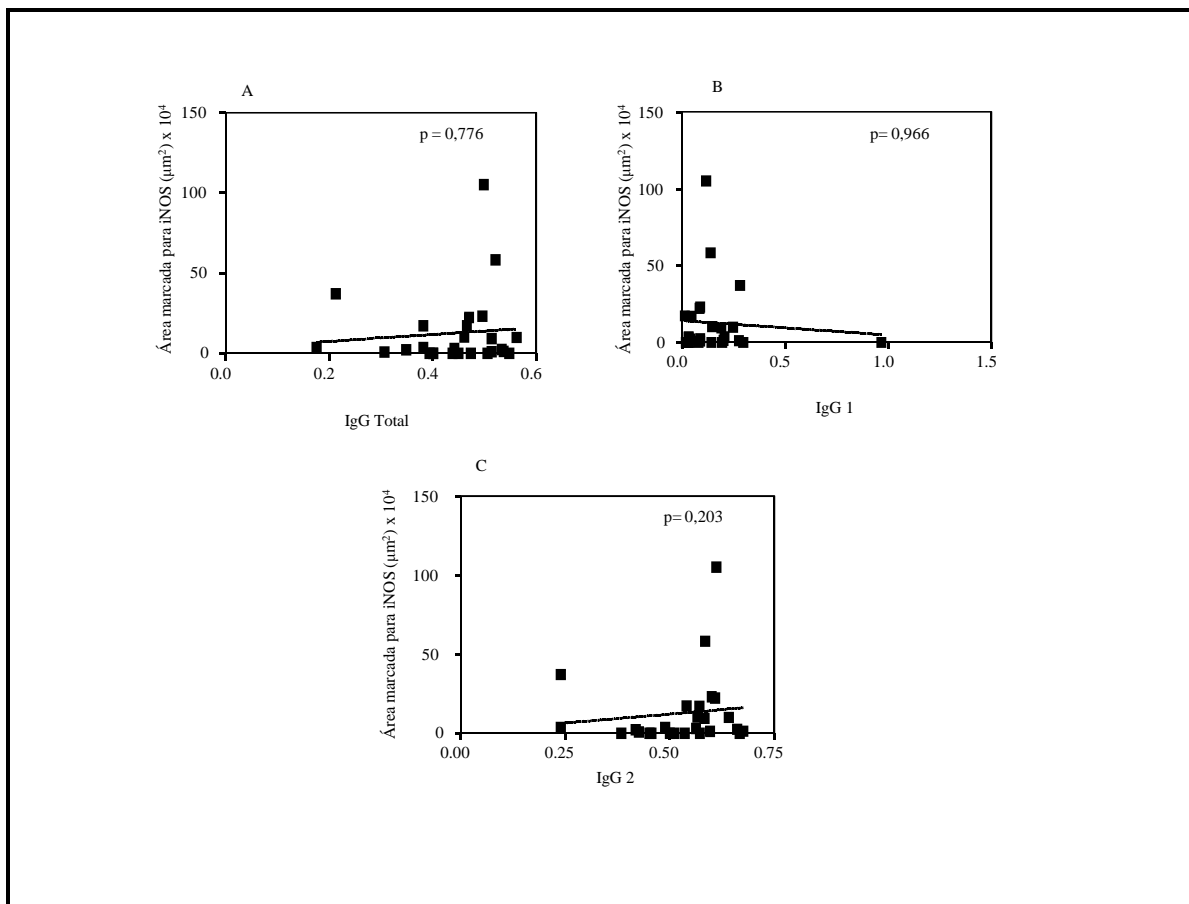 A
Área marcada para iNOS (µm²) x 10⁴
150
100
50
0
p = 0,776
0.0
0.2
0.4
0.6
IgG Total
B
Área marcada para iNOS (µm²) x 10⁴
150
100
50
0
p= 0,966
0.0
0.5
1.0
1.5
IgG 1
C
Área marcada para iNOS (µm²) x 10⁴
150
100
50
0
p= 0,203
0.00
0.25
0.50
0.75
IgG 2